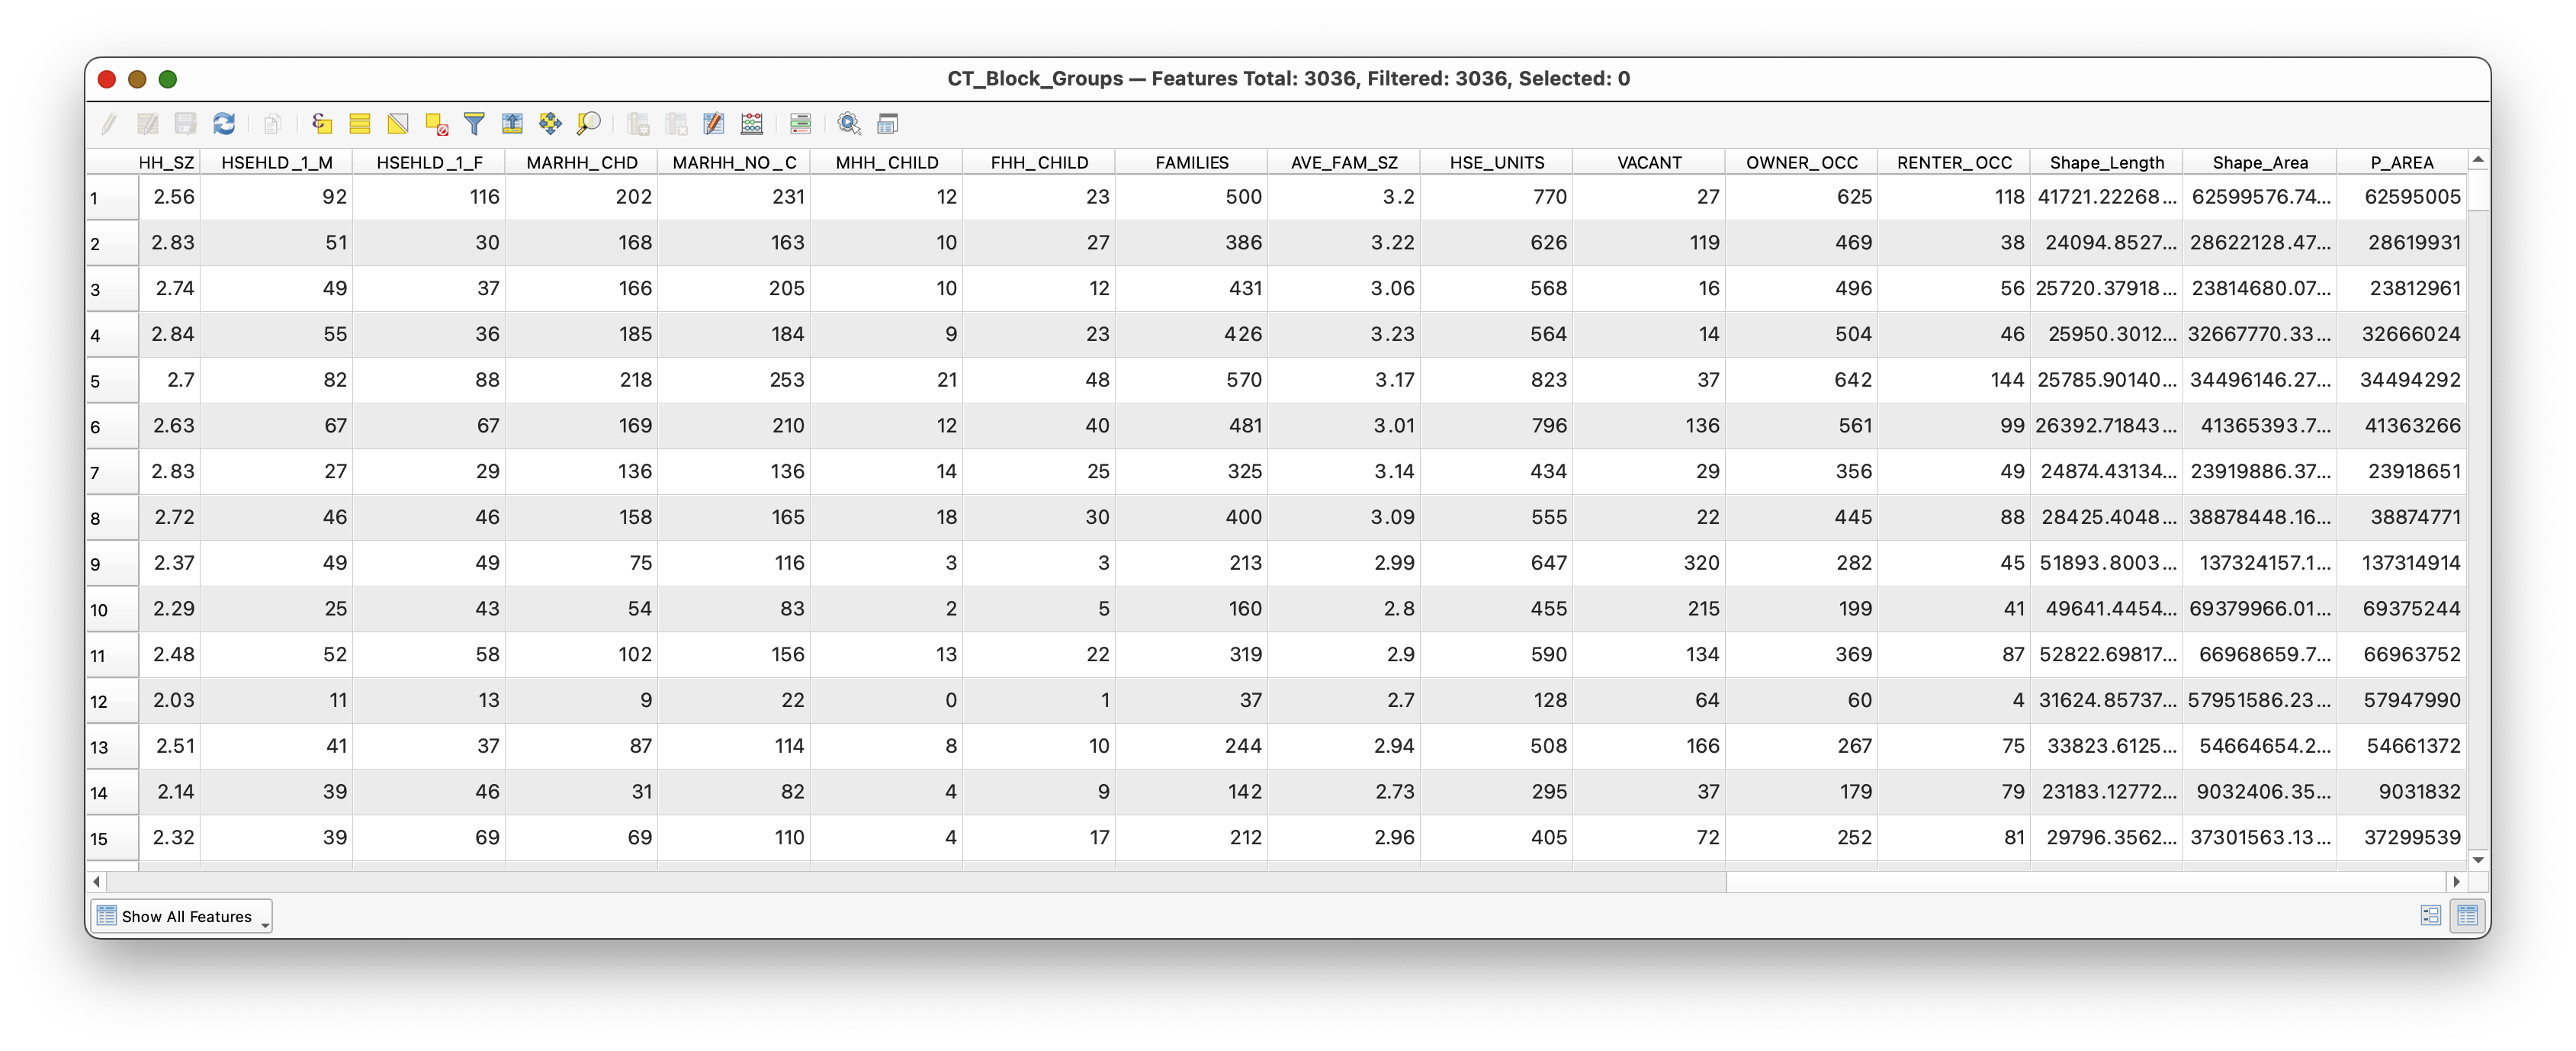 CT_Block_Groups — Features Total: 3036, Filtered: 3036, Selected: 0
HH_SZ HSEHLD_1_M HSEHLD_1_F MARHH_CHD MARHH_NO_C MHH_CHILD FHH_CHILD FAMILIES AVE_FAM_SZ HSE_UNITS VACANT OWNER_OCC RENTER_OCC Shape_Length Shape_Area P_AREA
1 2.56 92 116 202 231 12 23 500 3.2 770 27 625 118 41721.22268... 62599576.74... 62595005
2 2.83 51 30 168 163 10 27 386 3.22 626 119 469 38 24094.8527... 28622128.47... 28619931
3 2.74 49 37 166 205 10 12 431 3.06 568 16 496 56 25720.37918... 23814680.07... 23812961
4 2.84 55 36 185 184 9 23 426 3.23 564 14 504 46 25950.3012... 32667770.33... 32666024
5 2.7 82 88 218 253 21 48 570 3.17 823 37 642 144 25785.90140... 34496146.27... 34494292
6 2.63 67 67 169 210 12 40 481 3.01 796 136 561 99 26392.71843... 41365393.7... 41363266
7 2.83 27 29 136 136 14 25 325 3.14 434 29 356 49 24874.43134... 23919886.37... 23918651
8 2.72 46 46 158 165 18 30 400 3.09 555 22 445 88 28425.4048... 38878448.16... 38874771
9 2.37 49 49 75 116 3 3 213 2.99 647 320 282 45 51893.8003... 137324157.1... 137314914
10 2.29 25 43 54 83 2 5 160 2.8 455 215 199 41 49641.4454... 69379966.01... 69375244
11 2.48 52 58 102 156 13 22 319 2.9 590 134 369 87 52822.69817... 66968659.7... 66963752
12 2.03 11 13 9 22 0 1 37 2.7 128 64 60 4 31624.85737... 57951586.23... 57947990
13 2.51 41 37 87 114 8 10 244 2.94 508 166 267 75 33823.6125... 54664654.2... 54661372
14 2.14 39 46 31 82 4 9 142 2.73 295 37 179 79 23183.12772... 9032406.35... 9031832
15 2.32 39 69 69 110 4 17 212 2.96 405 72 252 81 29796.3562... 37301563.13... 37299539
Show All Features